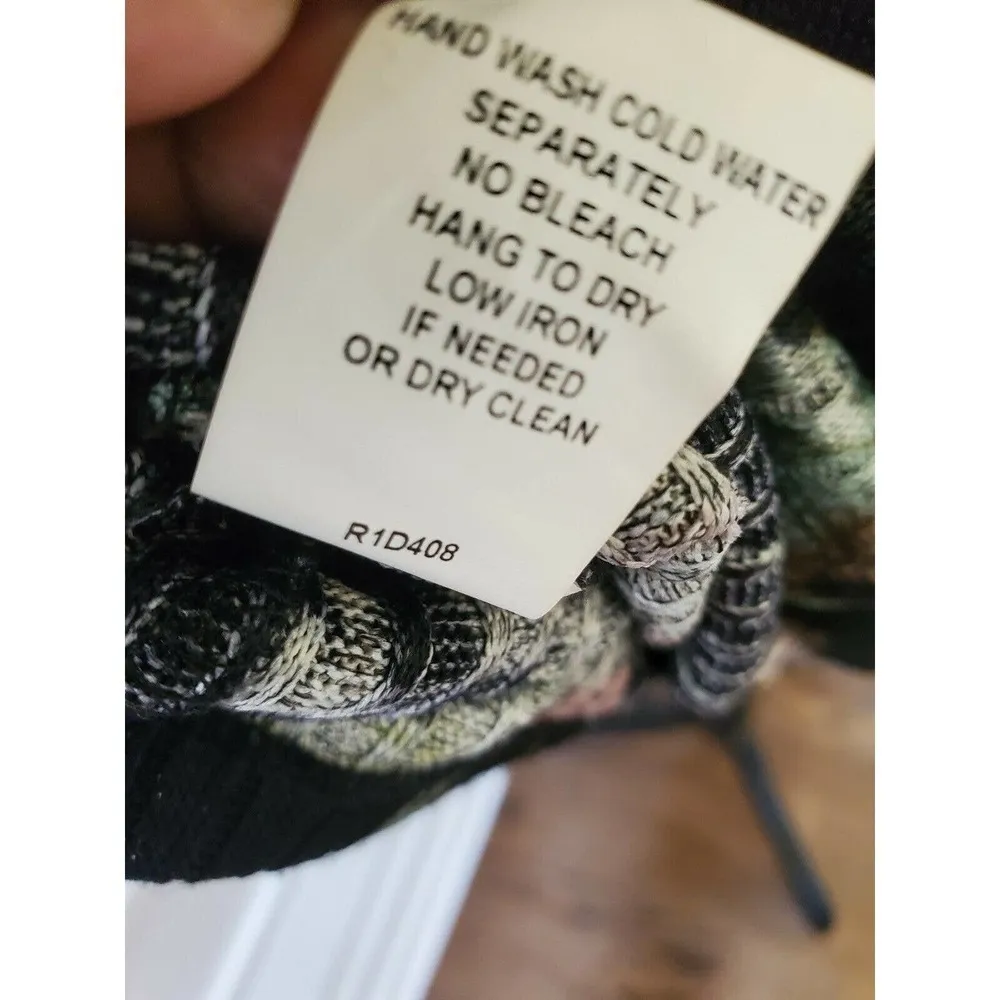 HAND WASH COLD WATER
SEPARATELY
NO BLEACH
HANG TO DRY
LOW IRON
IF NEEDED
OR DRY CLEAN
R1D408